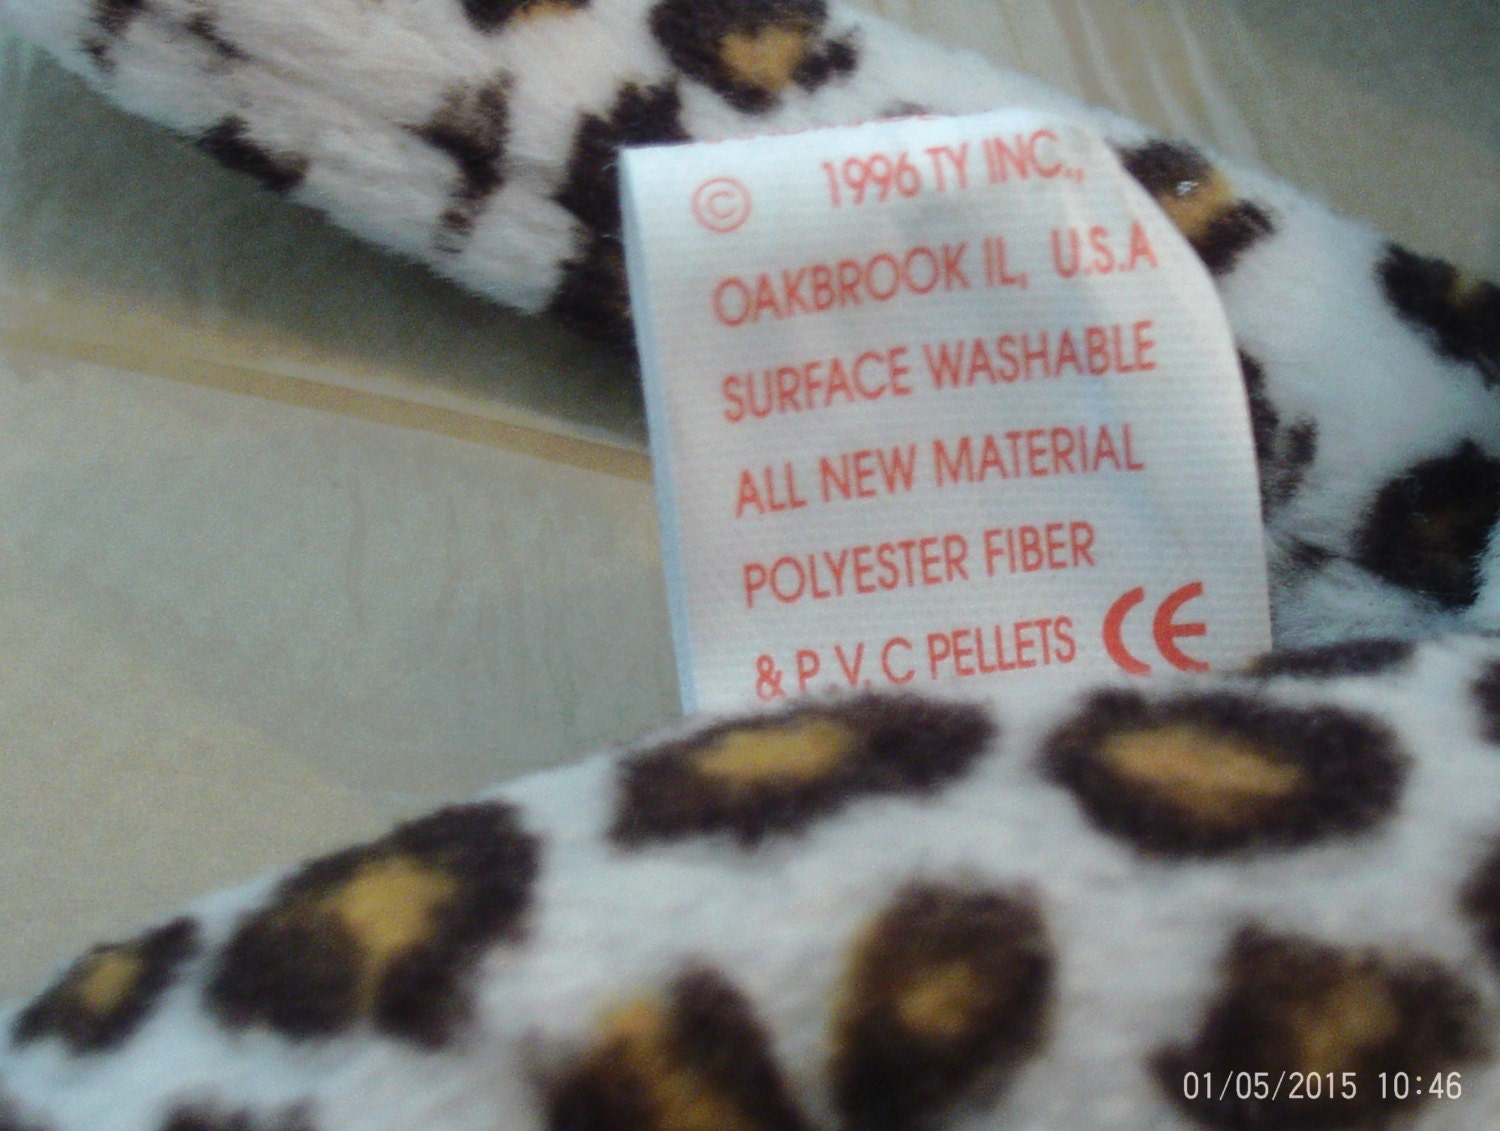 © 1996 TY INC.,
OAKBROOK IL, U.S.A
SURFACE WASHABLE
ALL NEW MATERIAL
POLYESTER FIBER
& P. V. C PELLETS CE
01/05/2015 10:46